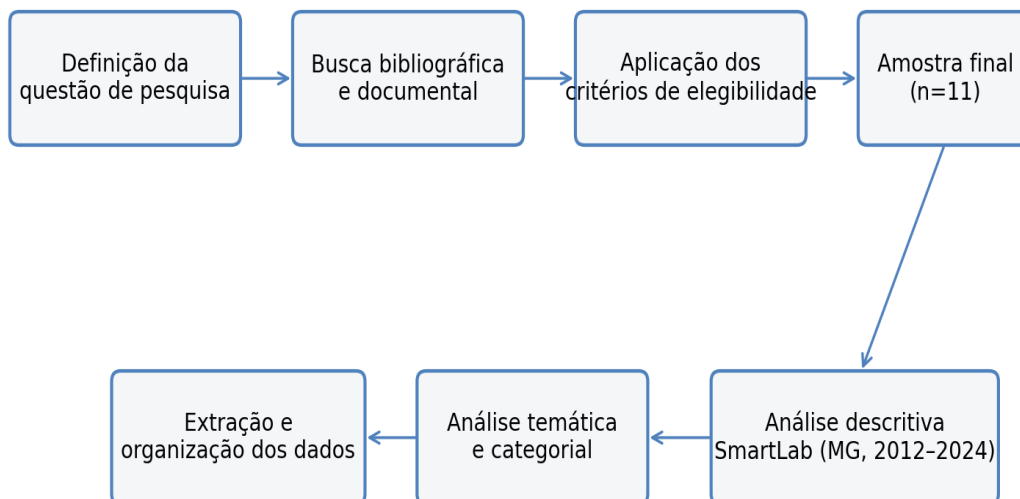 Definição da
questão de pesquisa
Busca bibliográfica
e documental
Aplicação dos
critérios de elegibilidade
Amostra final
(n=11)
Análise descritiva
SmartLab (MG, 2012–2024)
Análise temática
e categorial
Extração e
organização dos dados